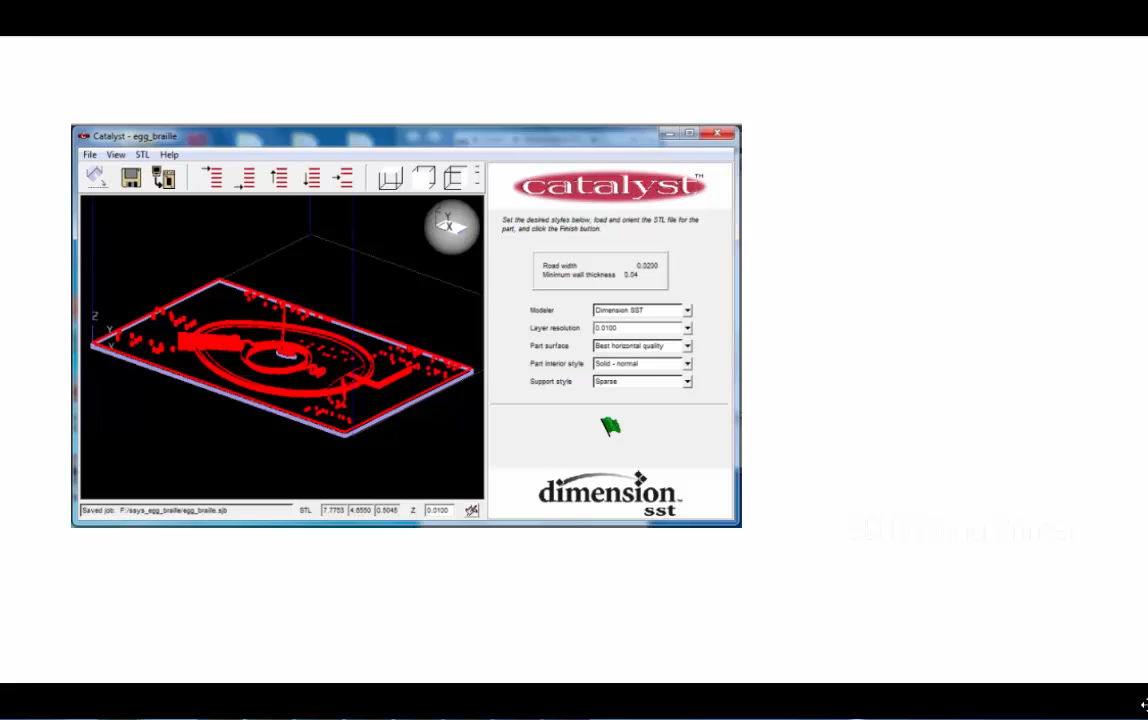 Catalyst - egg_braille
File View STL Help
catalyst™
Set the desired styles below, load and orient the STL file for the
part, and click the Finish button.
Road width 0.0200
Minimum wall thickness 0.04
Modeler Dimension SST
Layer resolution 0.0100
Part surface Best horizontal quality
Part interior style Solid - normal
Support style Sparse
Z
Y
X
Y
X
dimension™
sst
Saved job: F:/ssys_egg_braille/egg_braille.sjb STL 7.7753 4.6550 0.5045 Z 0.0100